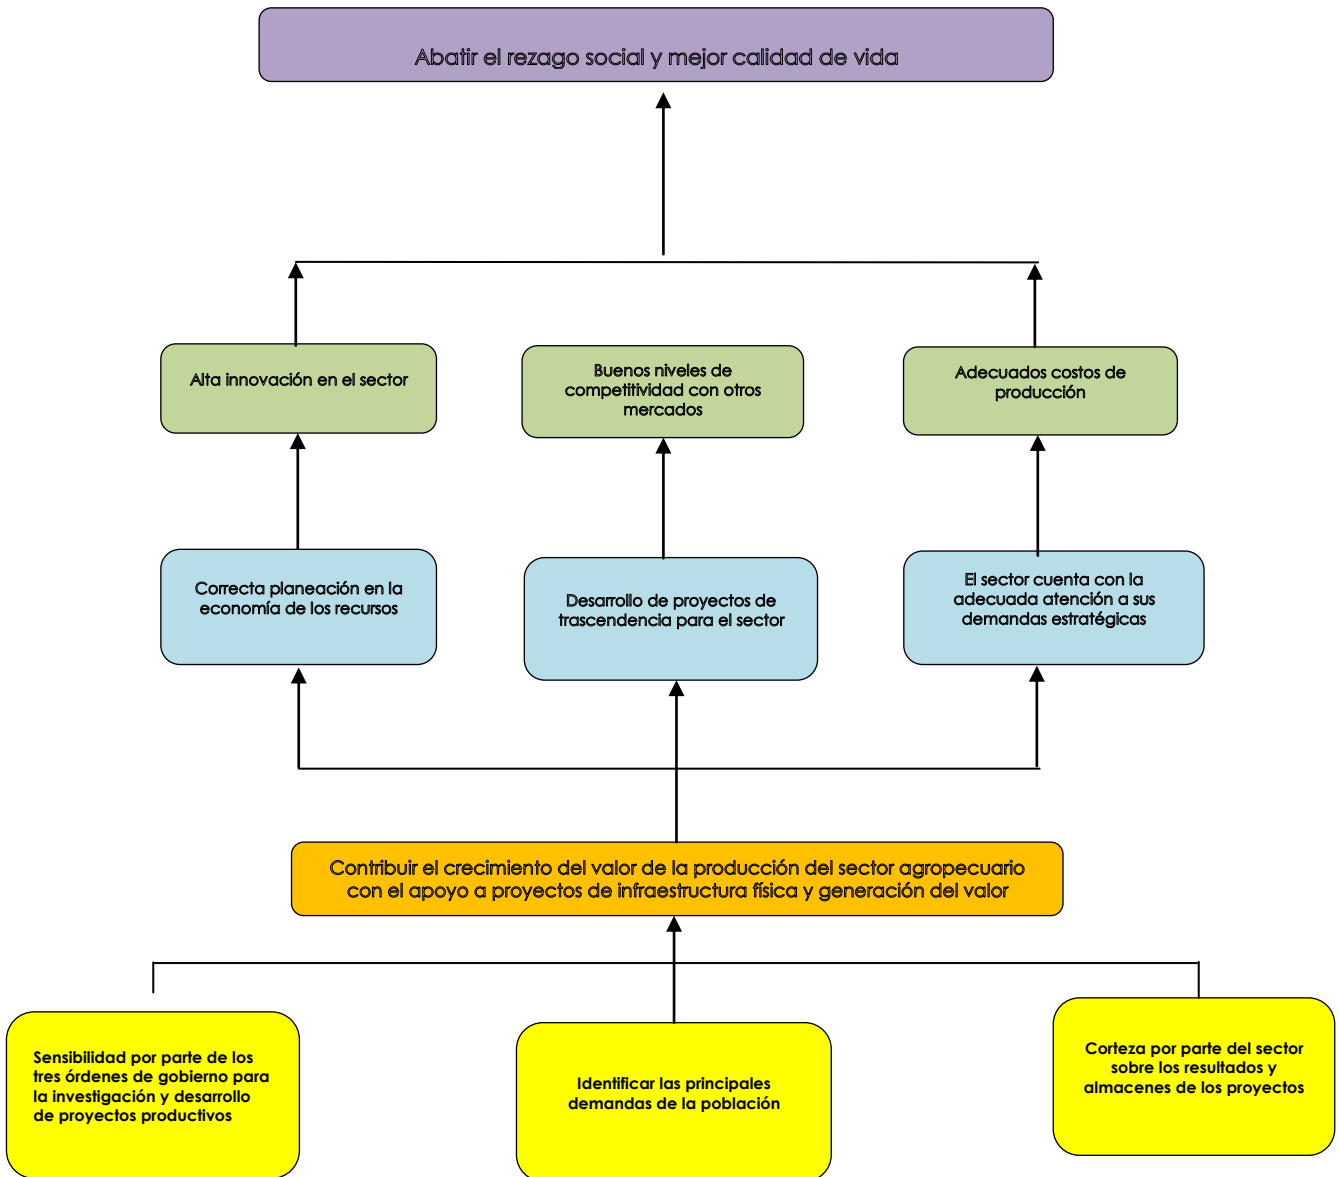 Abatir el rezago social y mejor calidad de vida
Alta innovación en el sector
Buenos niveles de
competitividad con otros
mercados
Adecuados costos de
producción
Correcta planeación en la
economía de los recursos
Desarrollo de proyectos de
trascendencia para el sector
El sector cuenta con la
adecuada atención a sus
demandas estratégicas
Contribuir el crecimiento del valor de la producción del sector agropecuario
con el apoyo a proyectos de infraestructura física y generación del valor
Sensibilidad por parte de los
tres órdenes de gobierno para
la investigación y desarrollo
de proyectos productivos
Identificar las principales
demandas de la población
Corteza por parte del sector
sobre los resultados y
almacenes de los proyectos